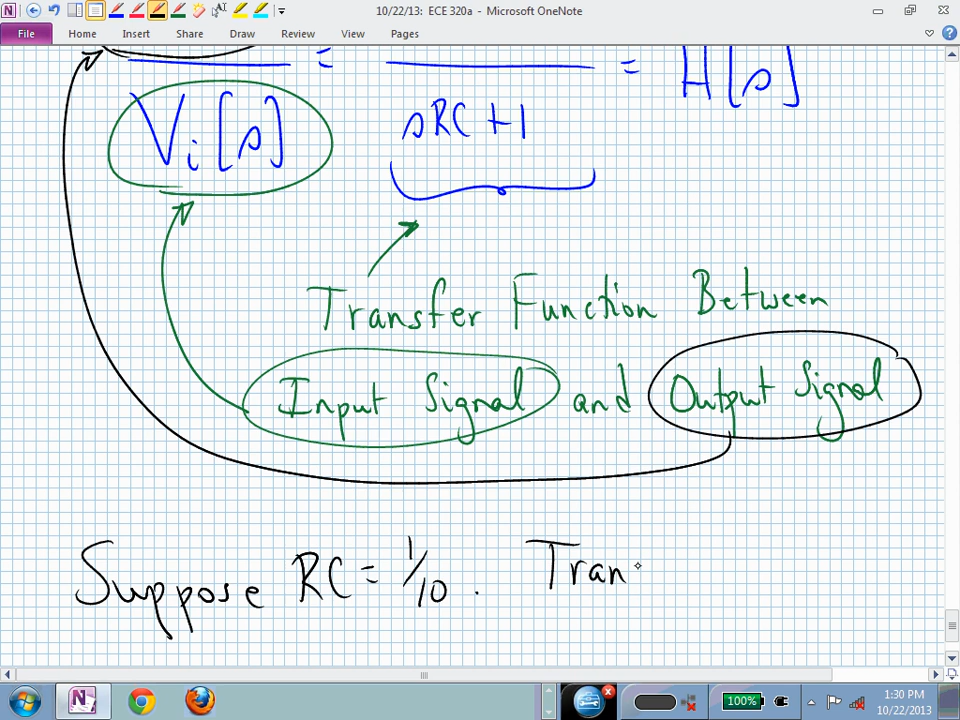 10/22/13: ECE 320a - Microsoft OneNote
File Home Insert Share Draw Review View Pages
= = H[s]
Vi[s] sRC+1
Transfer Function Between
Input Signal and Output Signal
Suppose RC = 1/10. Tran
100% 1:30 PM
10/22/2013